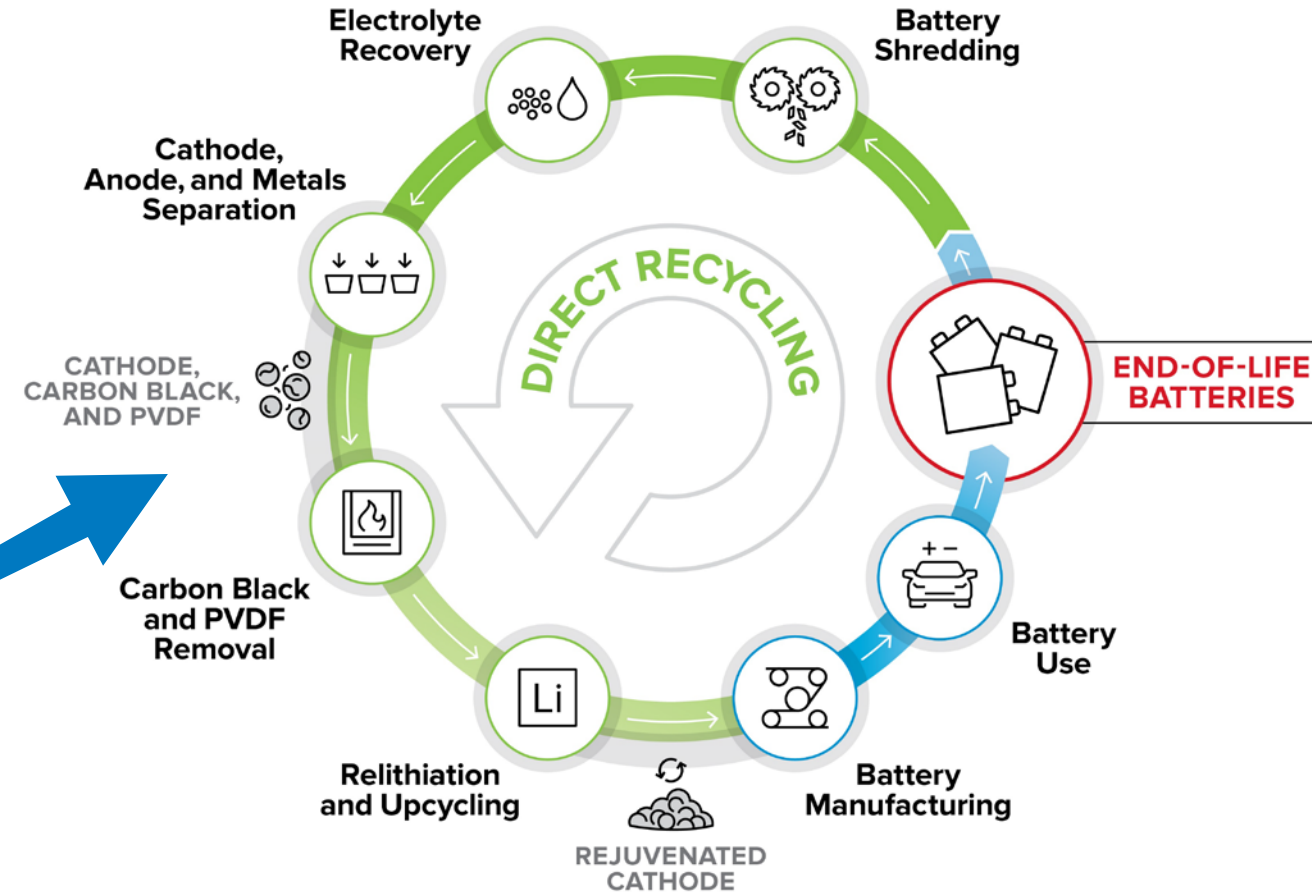 Electrolyte
Recovery
Battery
Shredding
Cathode,
Anode, and Metals
Separation
DIRECT RECYCLING
CATHODE,
CARBON BLACK,
AND PVDF
END-OF-LIFE
BATTERIES
Carbon Black
and PVDF
Removal
+ −
Battery
Use
Li
Relithiation
and Upcycling
Battery
Manufacturing
REJUVENATED
CATHODE